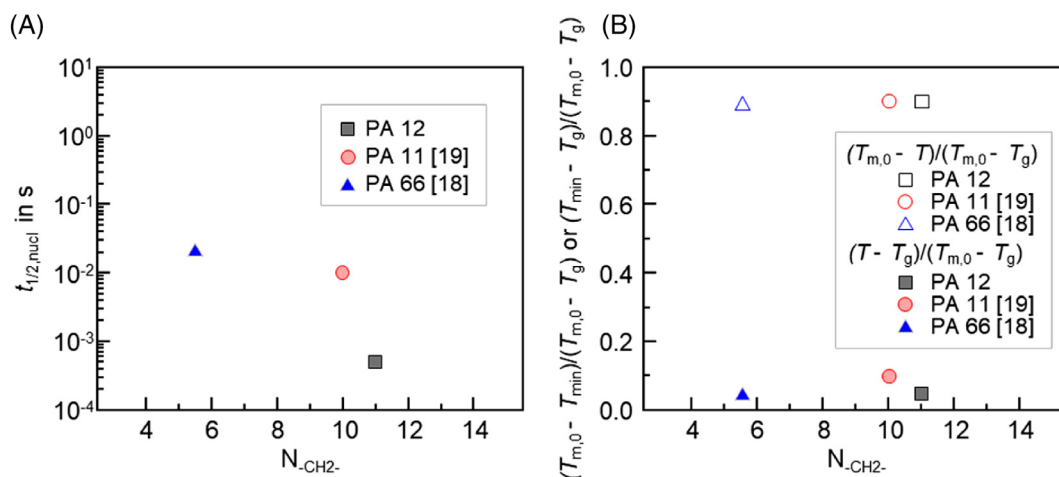 (A)
10¹
10⁰
10⁻¹
10⁻²
10⁻³
10⁻⁴
t1/2,nucl in s
PA 12
PA 11 [19]
PA 66 [18]
4 6 8 10 12 14
N-CH2-
(B)
(Tm,0 - Tmin)/(Tm,0 - Tg) or (Tmin - Tg)/(Tm,0 - Tg)
1.0
0.8
0.6
0.4
0.2
0.0
(Tm,0 - T)/(Tm,0 - Tg)
PA 12
PA 11 [19]
PA 66 [18]
(T - Tg)/(Tm,0 - Tg)
PA 12
PA 11 [19]
PA 66 [18]
4 6 8 10 12 14
N-CH2-